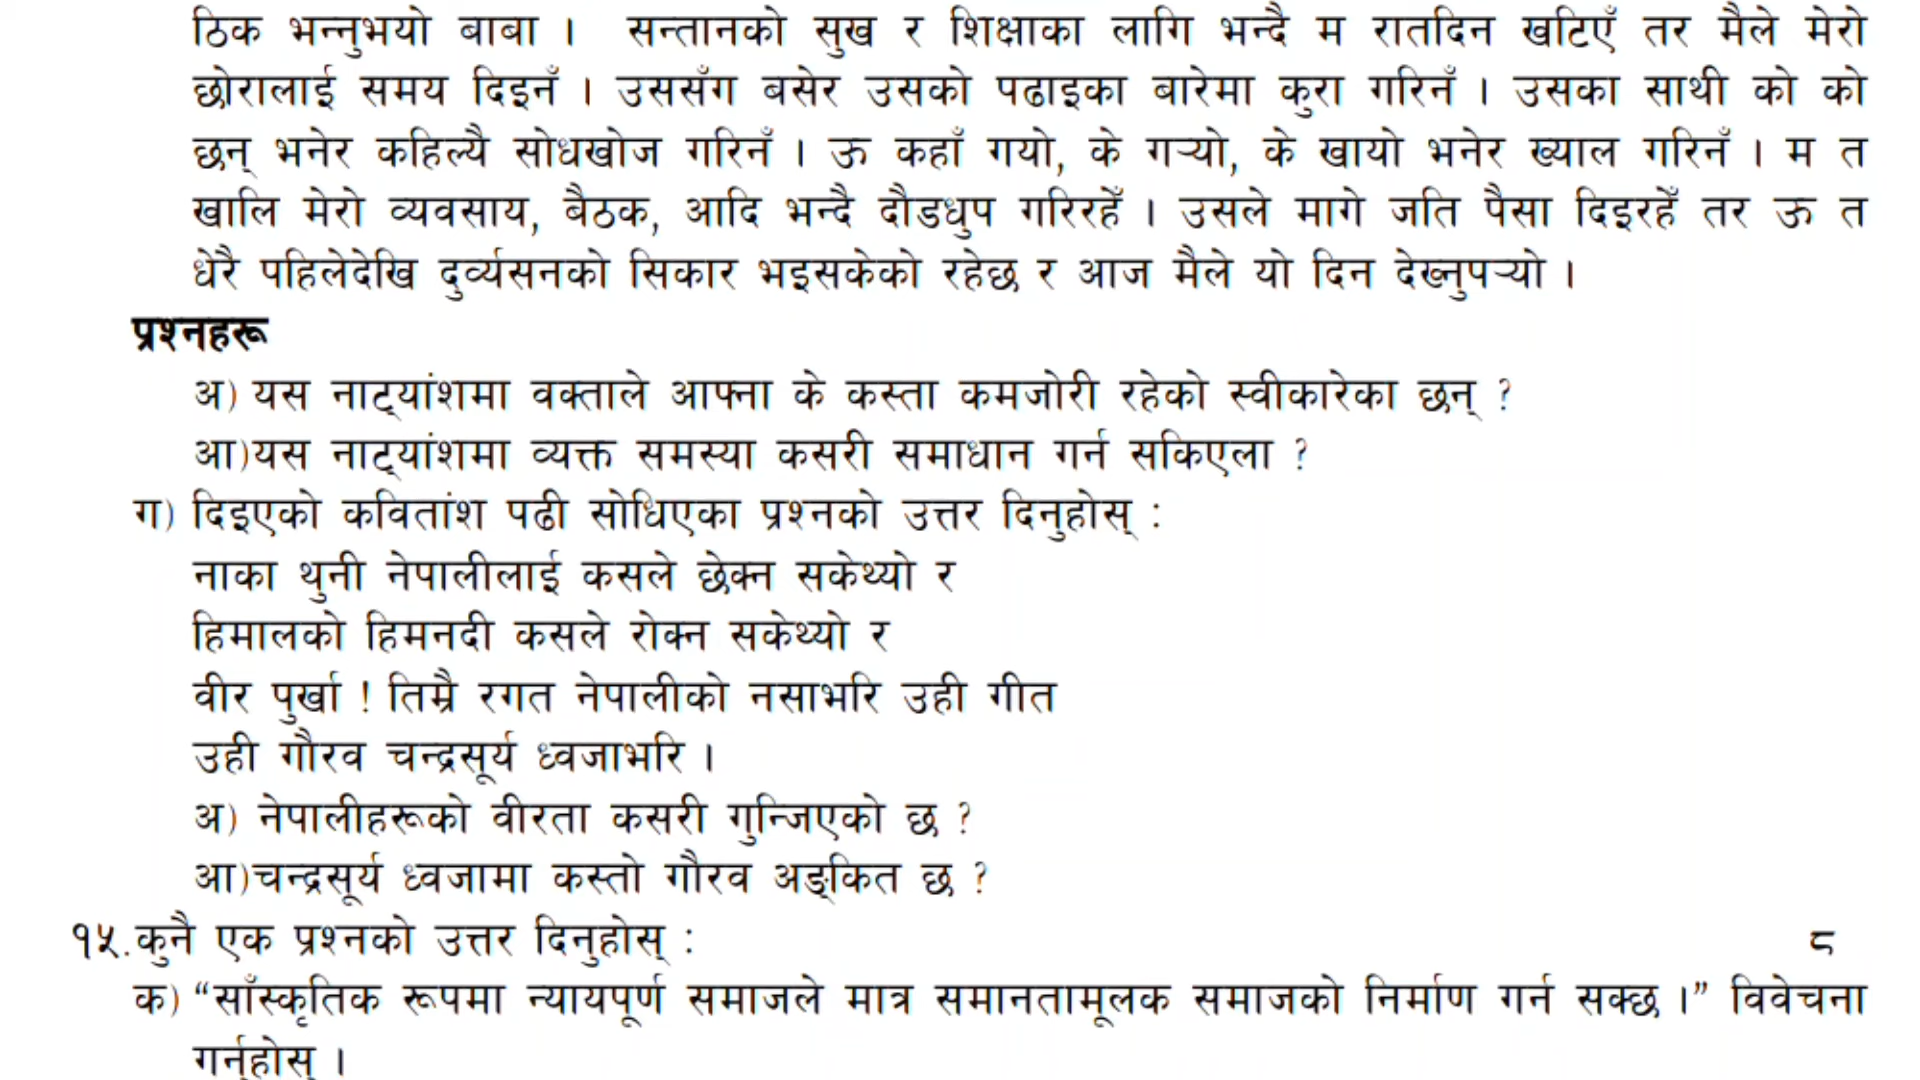 ठिक भन्नुभयो बाबा । सन्तानको सुख र शिक्षाका लागि भन्दै म रातदिन खटिएँ तर मैले मेरो
छोरालाई समय दिइनँ । उससँग बसेर उसको पढाइका बारेमा कुरा गरिनँ । उसका साथी को को
छन् भनेर कहिल्यै सोधखोज गरिनँ । ऊ कहाँ गयो, के गऱ्यो, के खायो भनेर ख्याल गरिनँ । म त
खालि मेरो व्यवसाय, बैठक, आदि भन्दै दौडधुप गरिरहेँ । उसले मागे जति पैसा दिइरहेँ तर ऊ त
धेरै पहिलेदेखि दुर्व्यसनको सिकार भइसकेको रहेछ र आज मैले यो दिन देख्नुपऱ्यो ।
प्रश्नहरू
अ) यस नाट्यांशमा वक्ताले आफ्ना के कस्ता कमजोरी रहेको स्वीकारेका छन् ?
आ)यस नाट्यांशमा व्यक्त समस्या कसरी समाधान गर्न सकिएला ?
ग) दिइएको कवितांश पढी सोधिएका प्रश्नको उत्तर दिनुहोस् :
नाका थुनी नेपालीलाई कसले छेक्न सकेथ्यो र
हिमालको हिमनदी कसले रोक्न सकेथ्यो र
वीर पुर्खा ! तिम्रै रगत नेपालीको नसाभरि उही गीत
उही गौरव चन्द्रसूर्य ध्वजाभरि ।
अ) नेपालीहरूको वीरता कसरी गुन्जिएको छ ?
आ)चन्द्रसूर्य ध्वजामा कस्तो गौरव अङ्कित छ ?
१५.कुनै एक प्रश्नको उत्तर दिनुहोस् : ८
क) “साँस्कृतिक रूपमा न्यायपूर्ण समाजले मात्र समानतामूलक समाजको निर्माण गर्न सक्छ ।” विवेचना
गर्नुहोस् ।